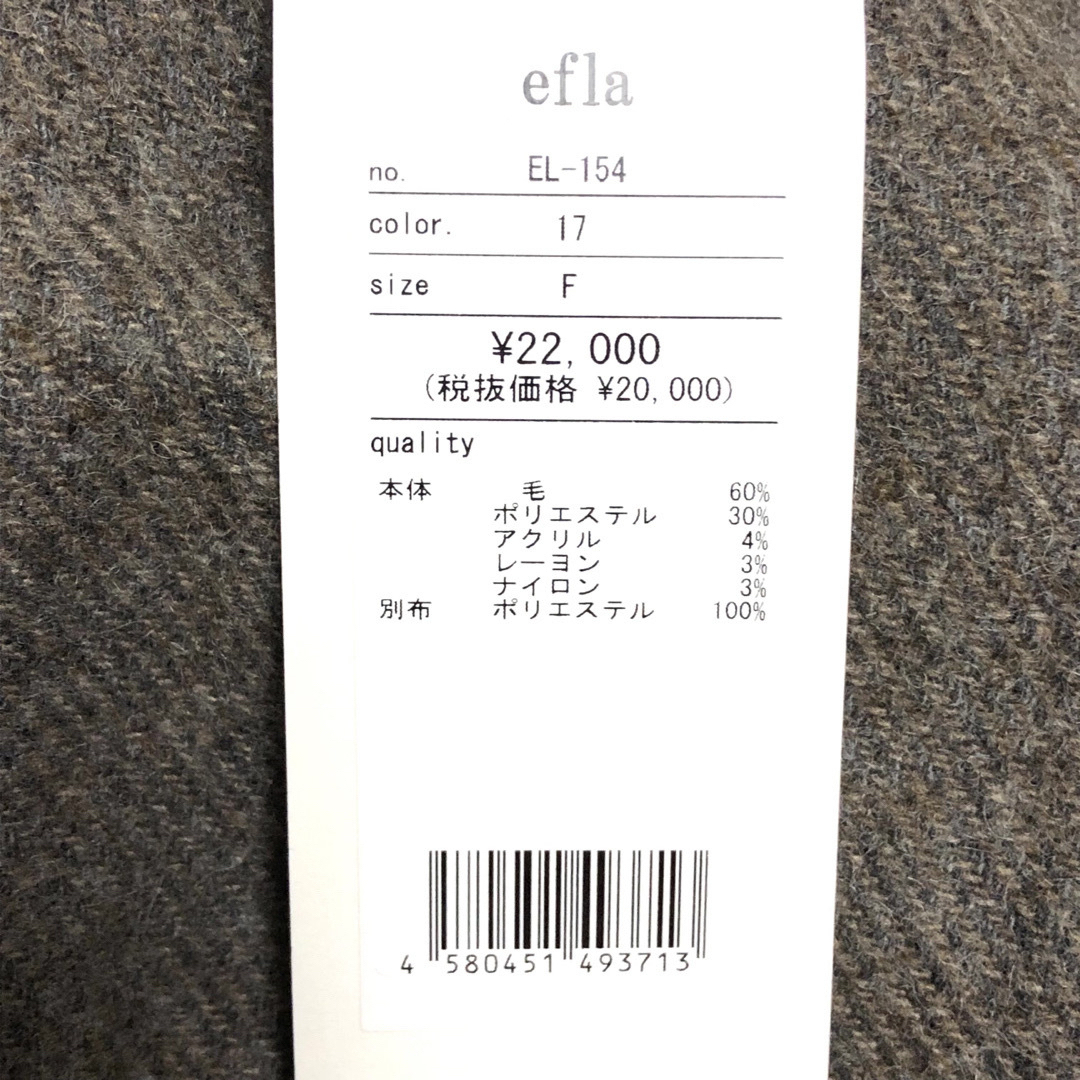 efla
no. EL-154
color. 17
size F
¥22,000
(税抜価格 ¥20,000)
quality
本体 毛 60%
ポリエステル 30%
アクリル 4%
レーヨン 3%
ナイロン 3%
別布 ポリエステル 100%
4 580451 493713